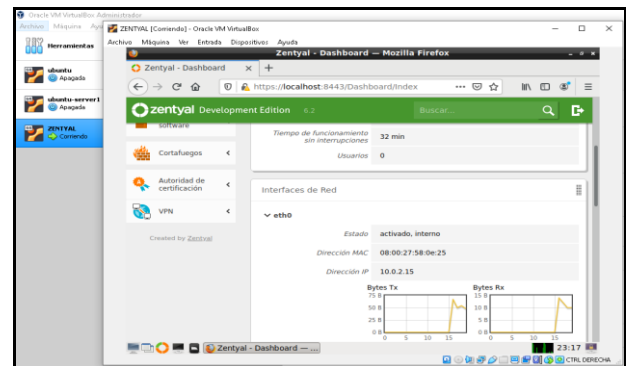 Oracle VM VirtualBox Administrador
Archivo Máquina Ayu
Herramientas
ubuntu
Apagada
ubuntu-server1
Apagada
ZENTYAL
Corriendo
ZENTYAL [Corriendo] - Oracle VM VirtualBox
Archivo Máquina Ver Entrada Dispositivos Ayuda
Zentyal - Dashboard — Mozilla Firefox
Zentyal - Dashboard
https://localhost:8443/Dashboard/Index
zentyal Development Edition 6.2
Buscar...
software
Cortafuegos
Autoridad de
certificación
VPN
Created by Zentyal
Tiempo de funcionamiento
sin interrupciones
32 min
Usuarios 0
Interfaces de Red
eth0
Estado activado, interno
Dirección MAC 08:00:27:58:0e:25
Dirección IP 10.0.2.15
Bytes Tx
75 B
50 B
25 B
0 B
0 5 10 15
Bytes Rx
15 B
10 B
5 B
0 B
0 5 10 15
Zentyal - Dashboard — ...
23:17
CTRL DERECHA